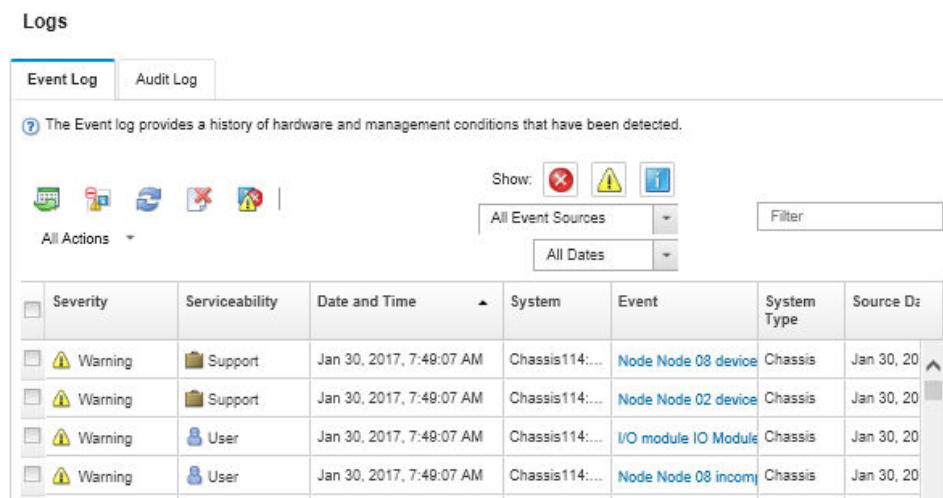 Logs
Event Log Audit Log
? The Event log provides a history of hardware and management conditions that have been detected.
Show:
All Event Sources
Filter
All Actions
All Dates
Severity Serviceability Date and Time System Event System Type Source Da
Warning Support Jan 30, 2017, 7:49:07 AM Chassis114:... Node Node 08 device Chassis Jan 30, 20
Warning Support Jan 30, 2017, 7:49:07 AM Chassis114:... Node Node 02 device Chassis Jan 30, 20
Warning User Jan 30, 2017, 7:49:07 AM Chassis114:... I/O module IO Module Chassis Jan 30, 20
Warning User Jan 30, 2017, 7:49:07 AM Chassis114:... Node Node 08 incomp Chassis Jan 30, 20